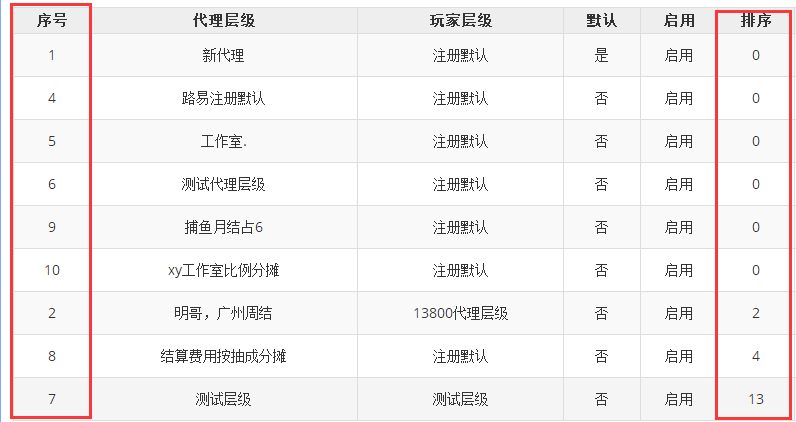 序号 代理层级 玩家层级 默认 启用 排序
1 新代理 注册默认 是 启用 0
4 路易注册默认 注册默认 否 启用 0
5 工作室. 注册默认 否 启用 0
6 测试代理层级 注册默认 否 启用 0
9 捕鱼月结占6 注册默认 否 启用 0
10 xy工作室比例分摊 注册默认 否 启用 0
2 明哥，广州周结 13800代理层级 否 启用 2
8 结算费用按抽成分摊 注册默认 否 启用 4
7 测试层级 测试层级 否 启用 13